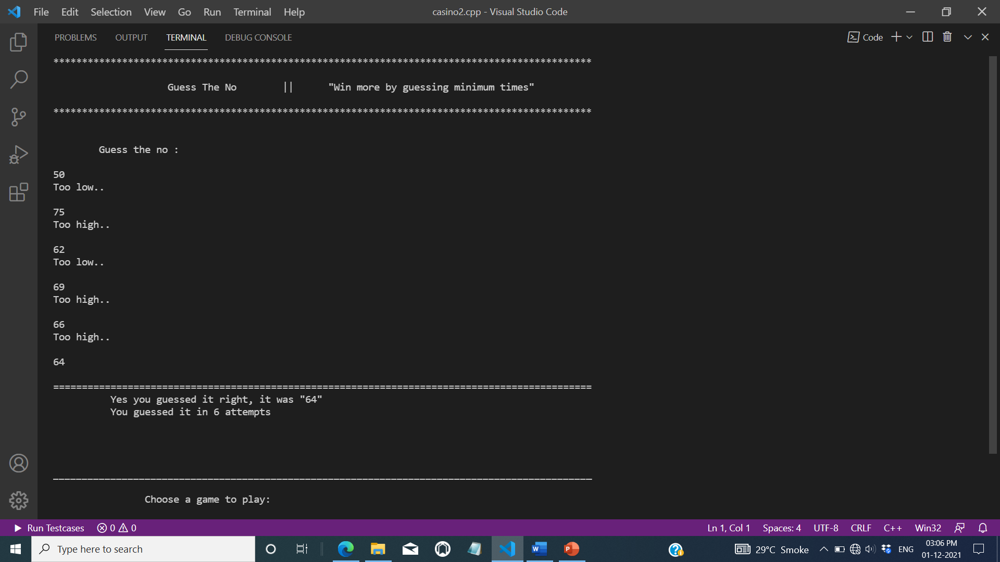 File Edit Selection View Go Run Terminal Help casino2.cpp - Visual Studio Code
PROBLEMS OUTPUT TERMINAL DEBUG CONSOLE Code
**********************************************************************************************
Guess The No || "Win more by guessing minimum times"
**********************************************************************************************
Guess the no :
50
Too low..
75
Too high..
62
Too low..
69
Too high..
66
Too high..
64
==============================================================================================
Yes you guessed it right, it was "64"
You guessed it in 6 attempts
______________________________________________________________________________________________
Choose a game to play:
Run Testcases 0 0 Ln 1, Col 1 Spaces: 4 UTF-8 CRLF C++ Win32
Type here to search 29°C Smoke ENG 03:06 PM
01-12-2021